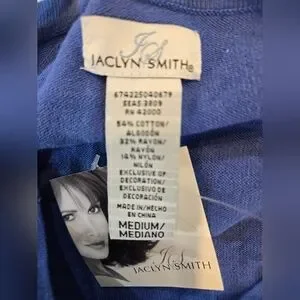 JS
JACLYN SMITH®
674225040679
SEAS 3809
RN 42000
54% COTTON/
ALGODÓN
32% RAYON/
RAYÓN
14% NYLON/
NILÓN
EXCLUSIVE OF
DECORATION/
EXCLUSIVO DE
DECORACIÓN
MADE IN/HECHO
EN CHINA
MEDIUM/
MEDIANO
JS
JACLYN SMITH